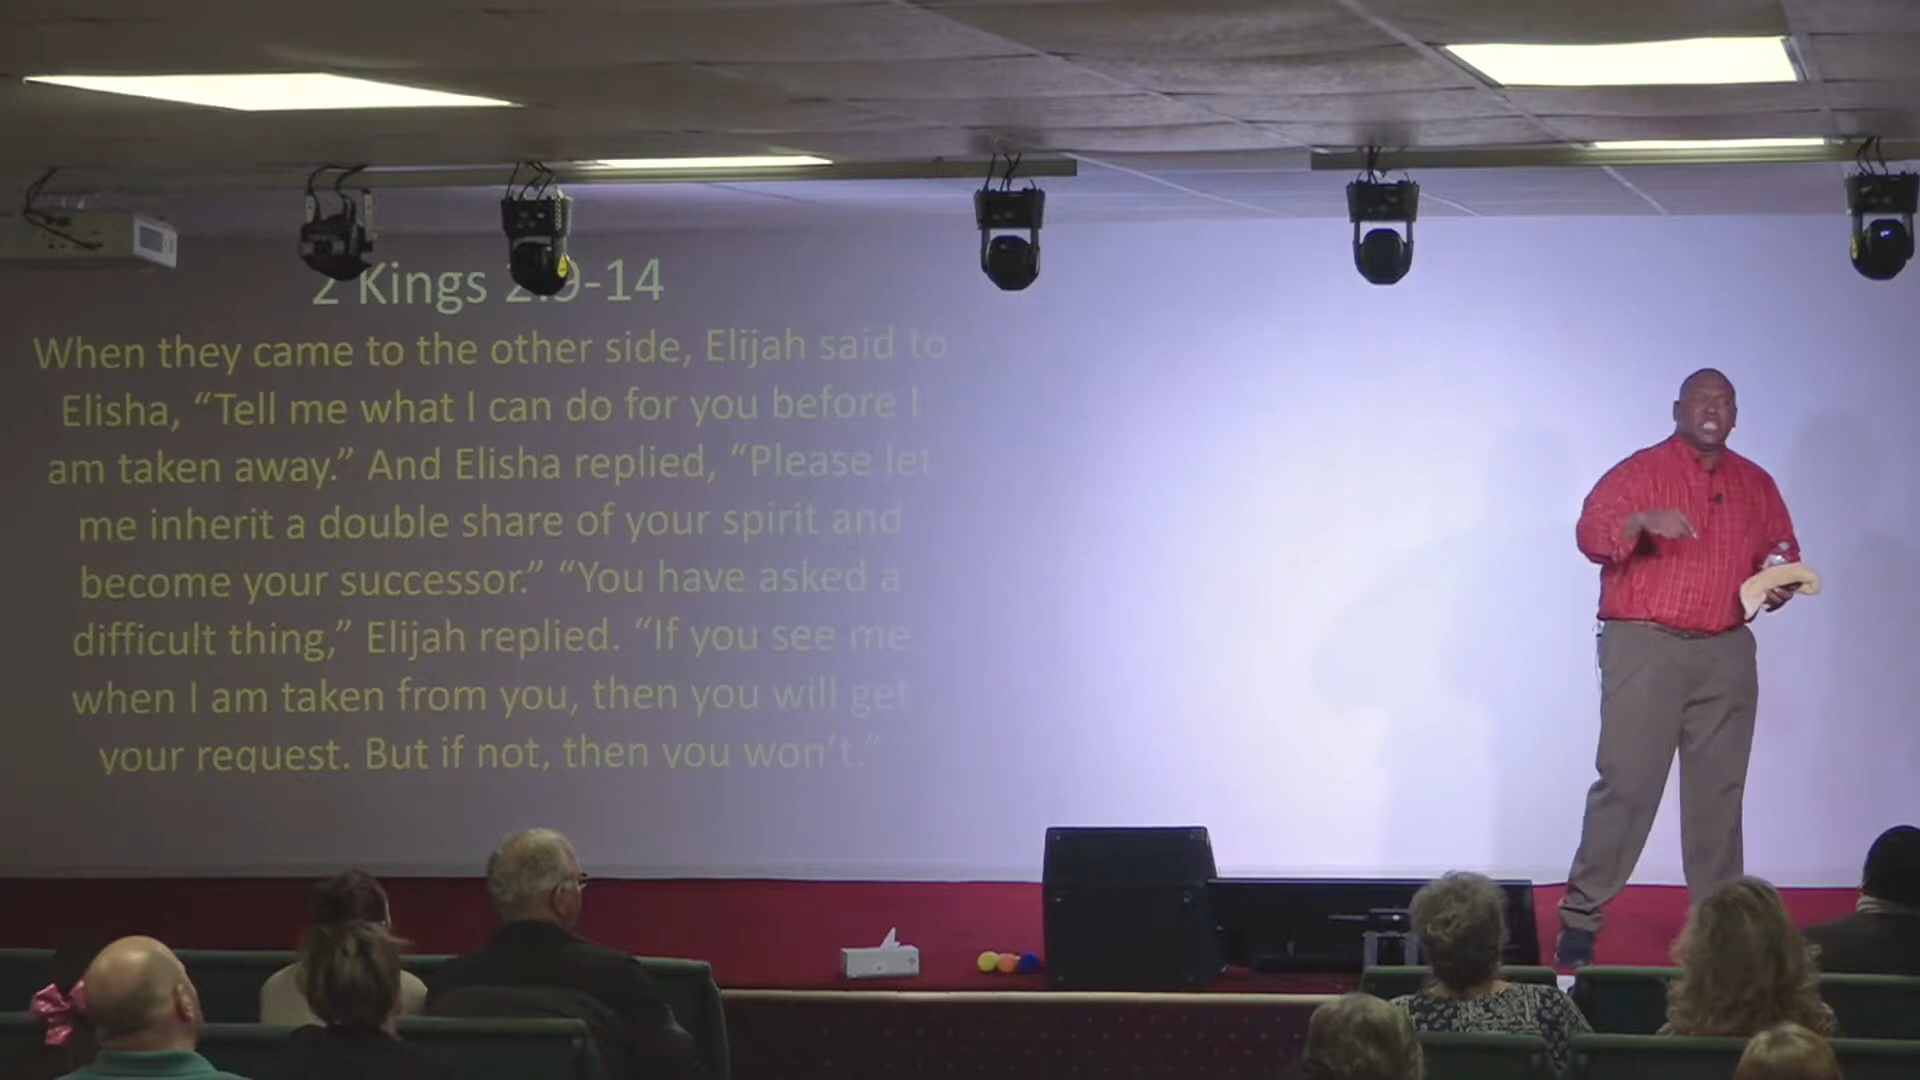 2 Kings 2:9-14
When they came to the other side, Elijah said to
Elisha, “Tell me what I can do for you before I
am taken away.” And Elisha replied, “Please let
me inherit a double share of your spirit and
become your successor.” “You have asked a
difficult thing,” Elijah replied. “If you see me
when I am taken from you, then you will get
your request. But if not, then you won’t.”